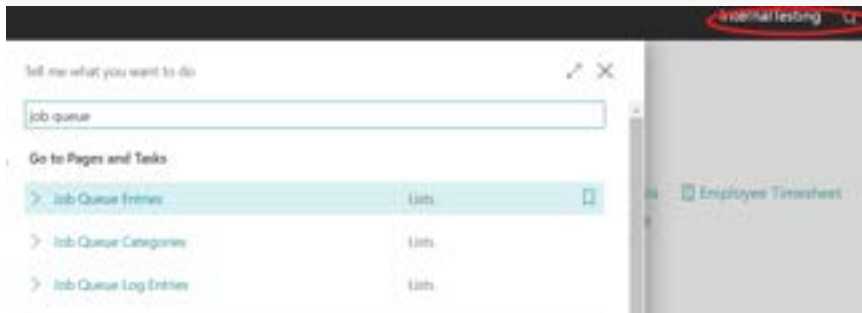 InternalTesting
Tell me what you want to do
job queue
Go to Pages and Tasks
Job Queue Entries Lists
Employee Timesheet
Job Queue Categories Lists
Job Queue Log Entries Lists